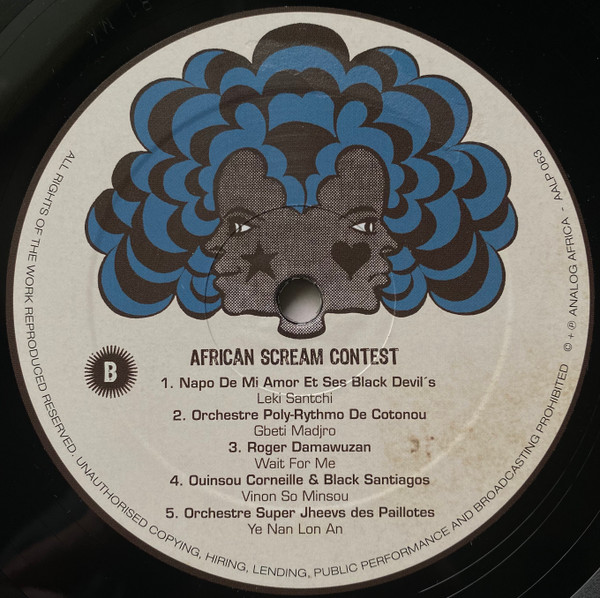 AFRICAN SCREAM CONTEST
B
1. Napo De Mi Amor Et Ses Black Devil´s
Leki Santchi
2. Orchestre Poly-Rythmo De Cotonou
Gbeti Madjro
3. Roger Damawuzan
Wait For Me
4. Ouinsou Corneille & Black Santiagos
Vinon So Minsou
5. Orchestre Super Jheevs des Paillotes
Ye Nan Lon An
ALL RIGHTS OF THE WORK REPRODUCED RESERVED. UNAUTHORISED COPYING, HIRING, LENDING, PUBLIC PERFORMANCE AND BROADCASTING PROHIBITED © + ℗ ANALOG AFRICA - AALP 063